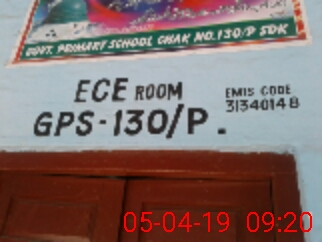 GOVT. PRIMARY SCHOOL CHAK NO.130/P SDK
ECE ROOM
EMIS CODE
31340148
GPS-130/P.
05-04-19 09:20